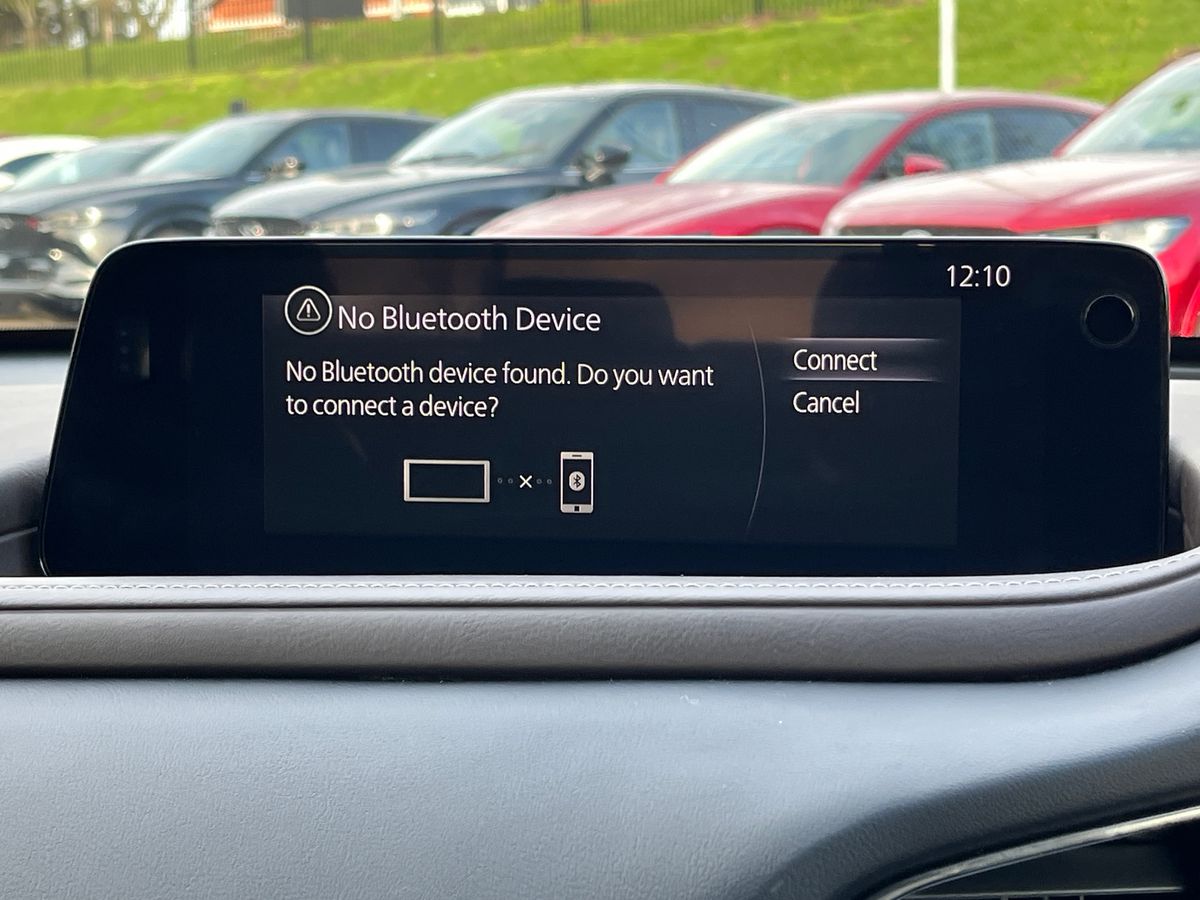 12:10
No Bluetooth Device
No Bluetooth device found. Do you want
to connect a device?
Connect
Cancel